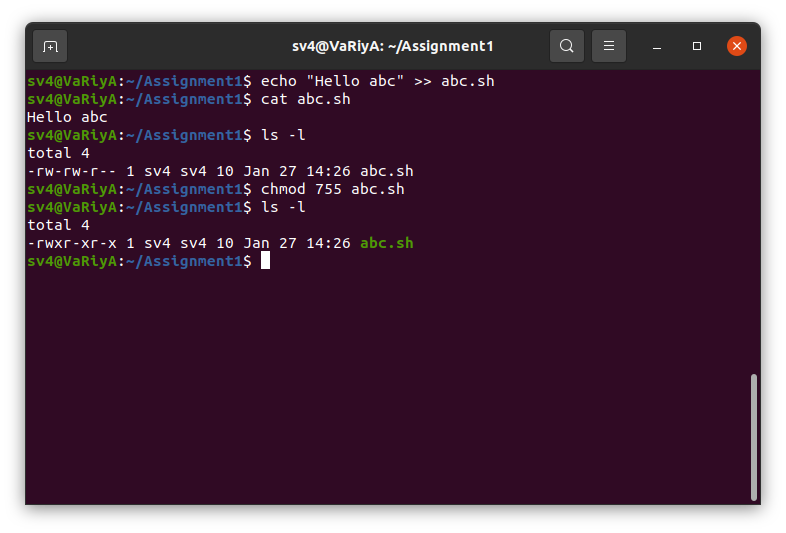 sv4@VaRiyA: ~/Assignment1
sv4@VaRiyA:~/Assignment1$ echo "Hello abc" >> abc.sh
sv4@VaRiyA:~/Assignment1$ cat abc.sh
Hello abc
sv4@VaRiyA:~/Assignment1$ ls -l
total 4
-rw-rw-r-- 1 sv4 sv4 10 Jan 27 14:26 abc.sh
sv4@VaRiyA:~/Assignment1$ chmod 755 abc.sh
sv4@VaRiyA:~/Assignment1$ ls -l
total 4
-rwxr-xr-x 1 sv4 sv4 10 Jan 27 14:26 abc.sh
sv4@VaRiyA:~/Assignment1$